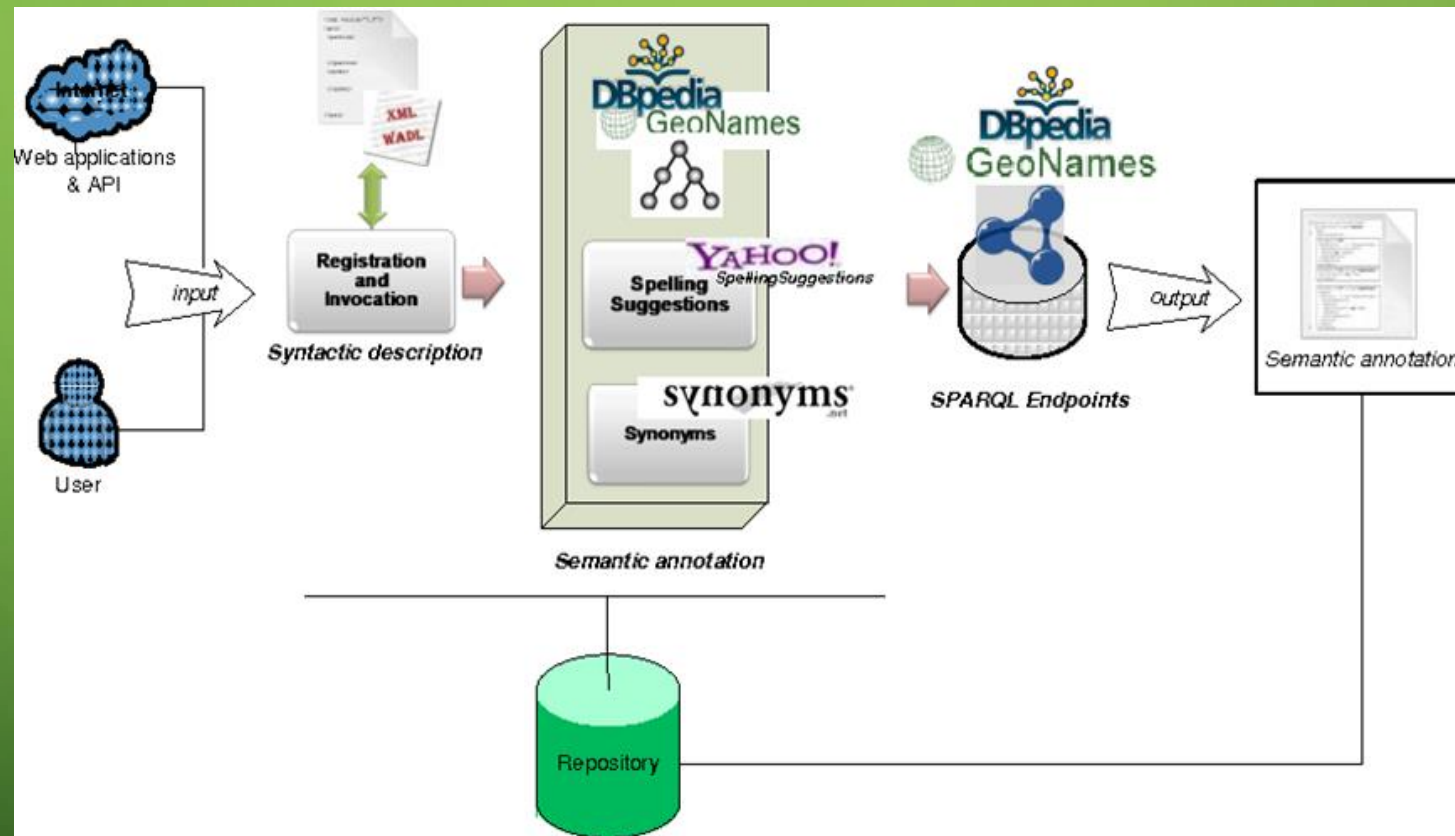 Internet
Web applications
& API
input
User
XML
WADL
Registration
and
Invocation
Syntactic description
DBpedia
GeoNames
YAHOO!
SpellingSuggestions
Spelling
Suggestions
synonyms
.net
Synonyms
Semantic annotation
DBpedia
GeoNames
SPARQL Endpoints
output
Semantic annotation
Repository